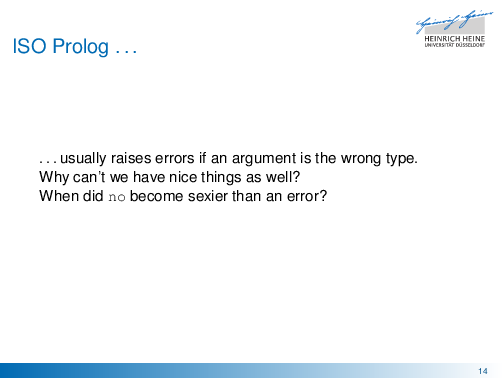 ISO Prolog . . .
HEINRICH HEINE
UNIVERSITÄT DÜSSELDORF
. . . usually raises errors if an argument is the wrong type.
Why can't we have nice things as well?
When did no become sexier than an error?
14